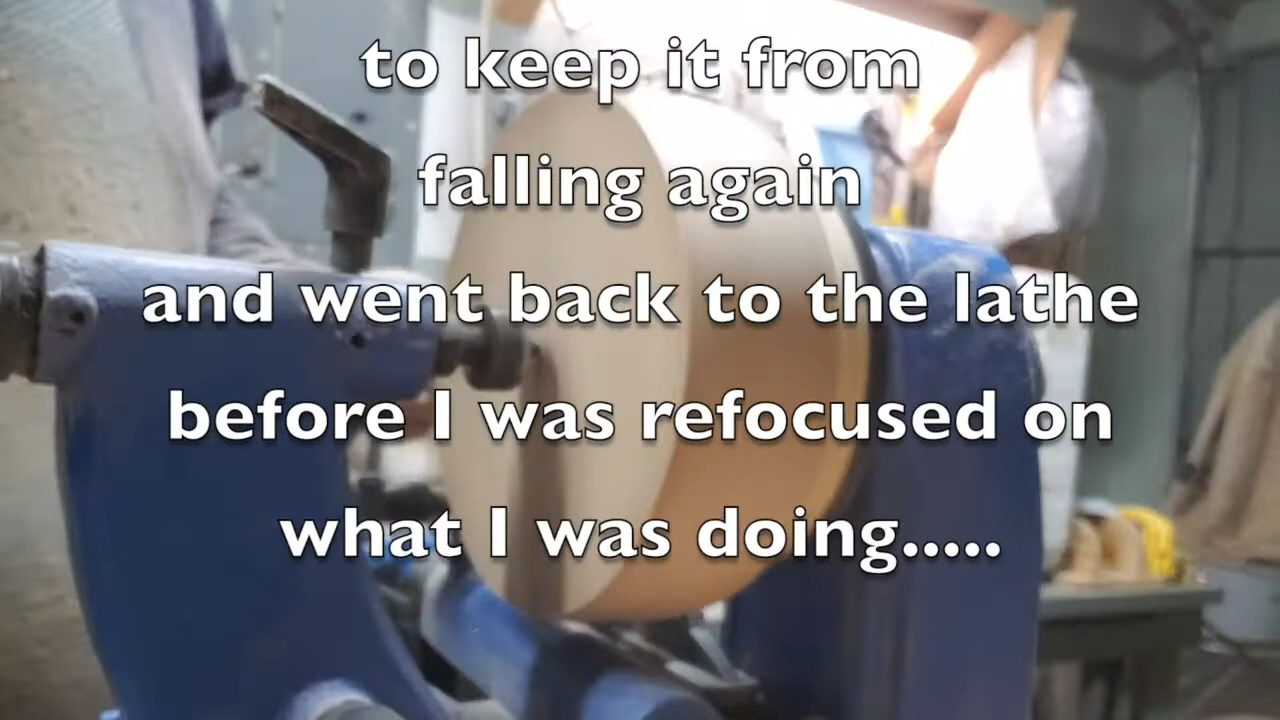 to keep it from
falling again
and went back to the lathe
before I was refocused on
what I was doing.....